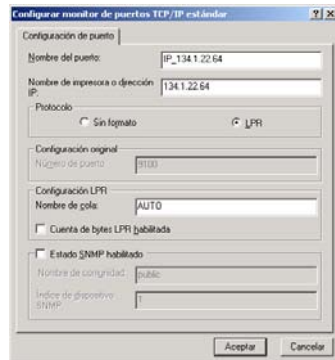 Configurar monitor de puertos TCP/IP estándar
Configuración de puerto
Nombre del puerto: IP_134.1.22.64
Nombre de impresora o dirección IP: 134.1.22.64
Protocolo
Sin formato LPR
Configuración original
Número de puerto 9100
Configuración LPR
Nombre de cola: AUTO
Cuenta de bytes LPR habilitada
Estado SNMP habilitado
Nombre de comunidad: public
Índice de dispositivo SNMP: 1
Aceptar Cancelar